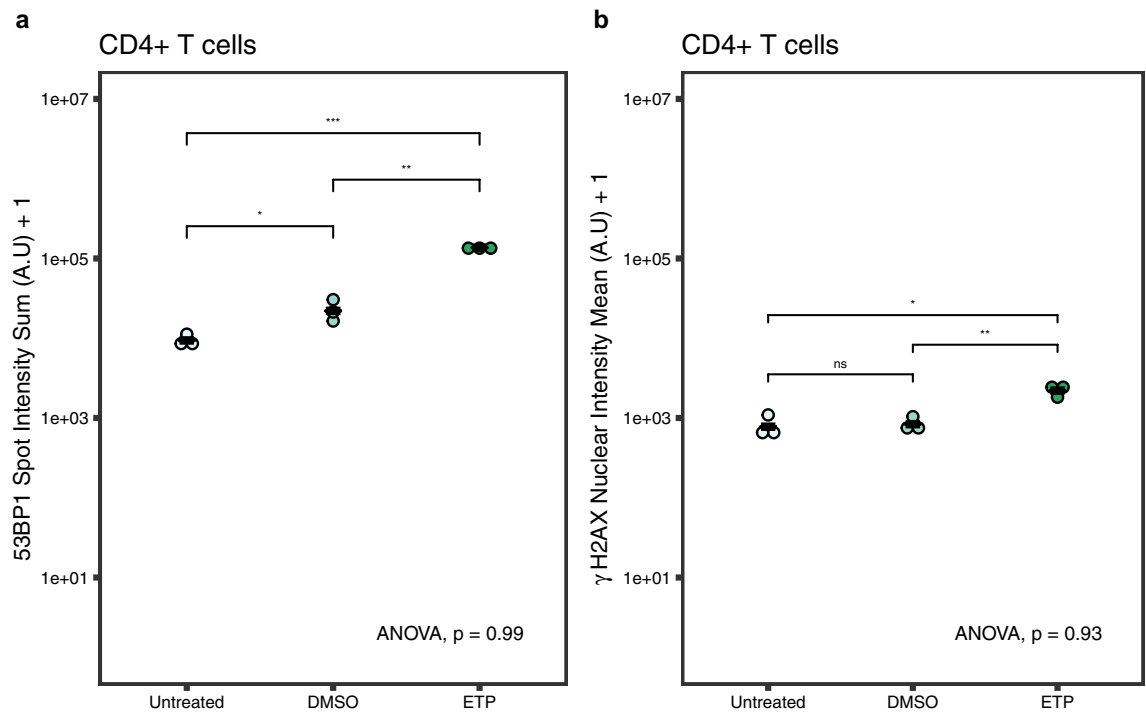 a
CD4+ T cells
53BP1 Spot Intensity Sum (A.U) + 1
1e+07
1e+05
1e+03
1e+01
***
**
*
ANOVA, p = 0.99
Untreated DMSO ETP
b
CD4+ T cells
γ H2AX Nuclear Intensity Mean (A.U) + 1
1e+07
1e+05
1e+03
1e+01
*
**
ns
ANOVA, p = 0.93
Untreated DMSO ETP